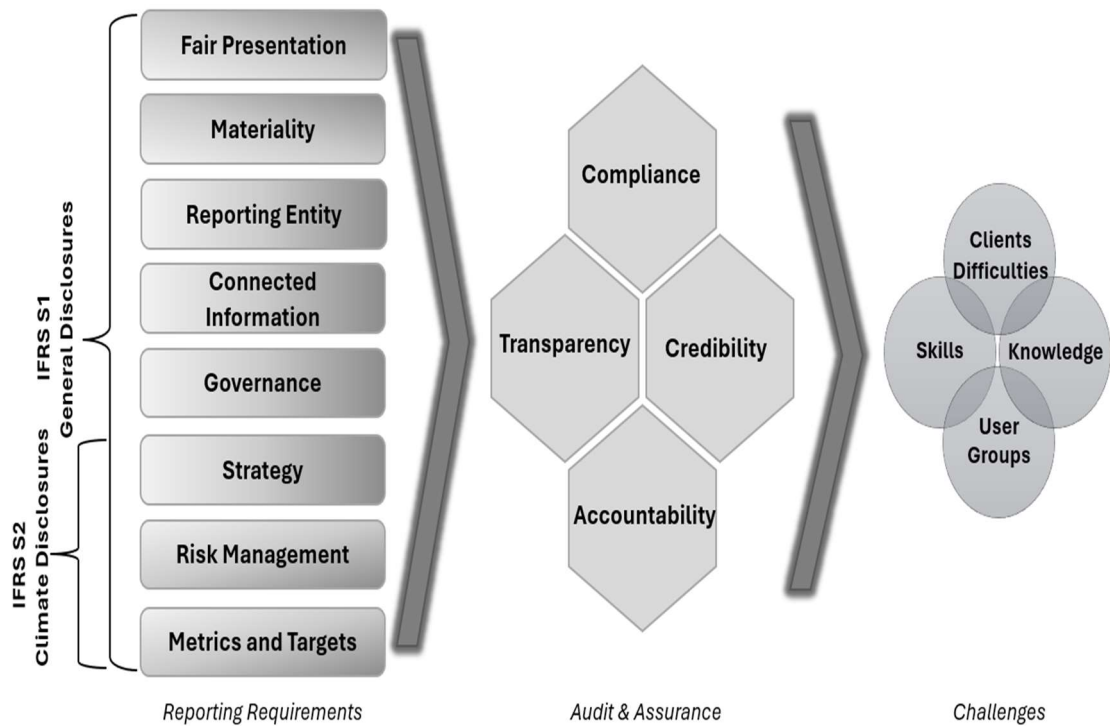 IFRS S1
General Disclosures
IFRS S2
Climate Disclosures
Fair Presentation
Materiality
Reporting Entity
Connected
Information
Governance
Strategy
Risk Management
Metrics and Targets
Reporting Requirements
Compliance
Transparency
Credibility
Accountability
Audit & Assurance
Clients
Difficulties
Skills
Knowledge
User
Groups
Challenges